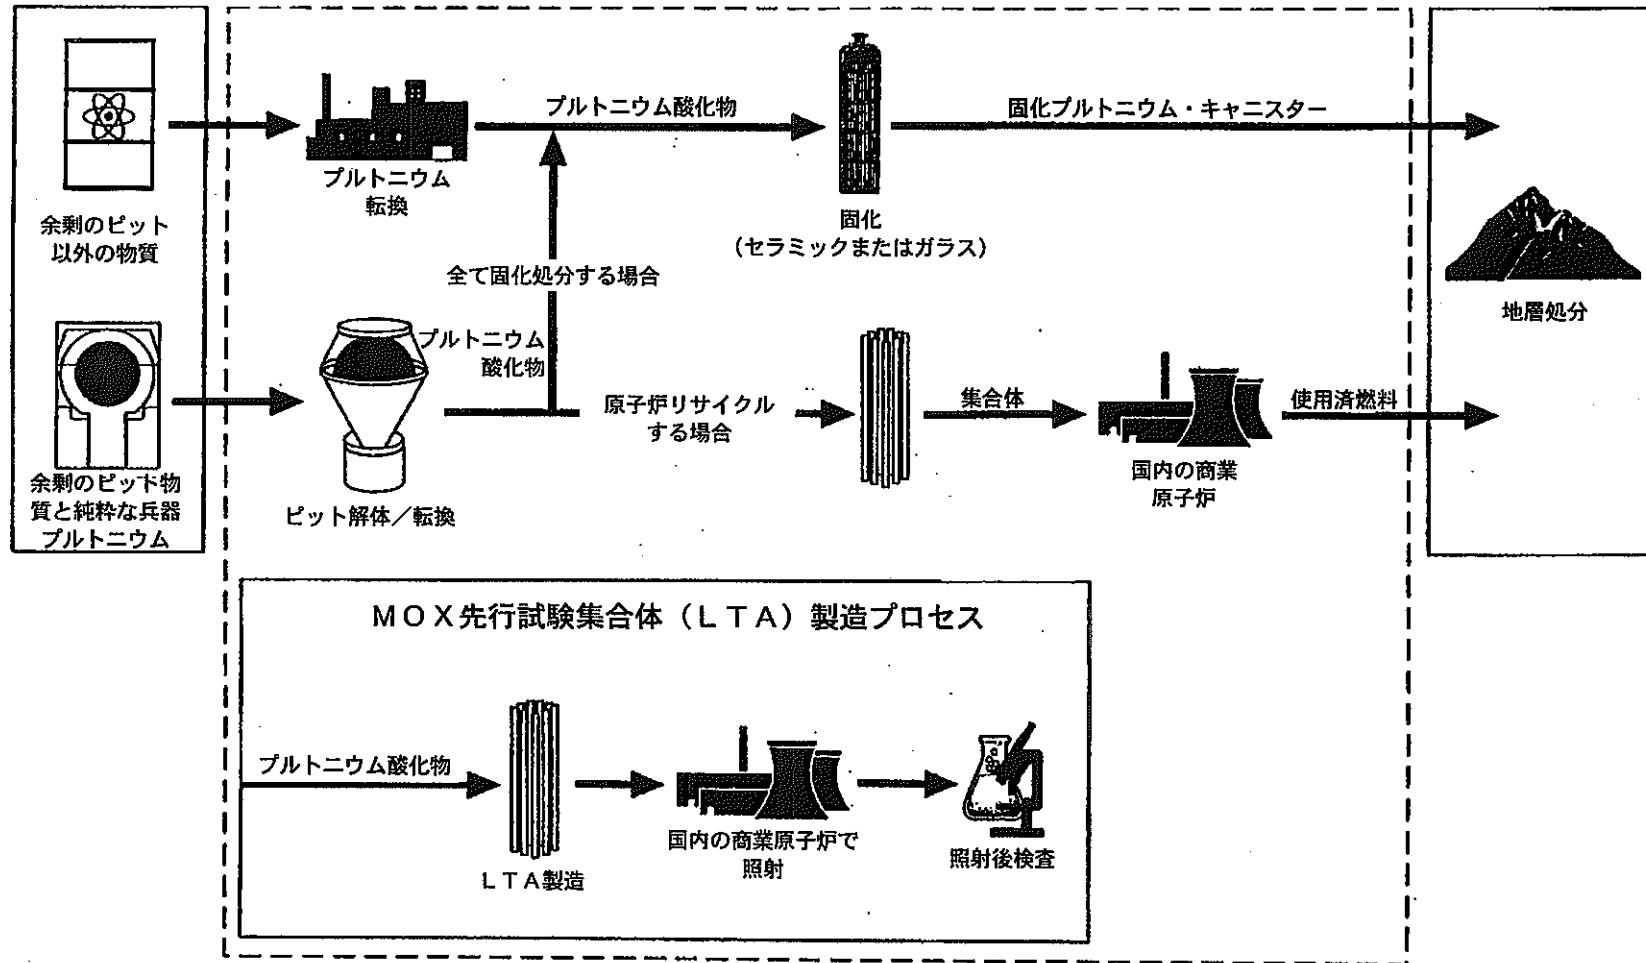 余剰のピット
以外の物質
プルトニウム
転換
プルトニウム酸化物
固化
（セラミックまたはガラス）
固化プルトニウム・キャニスター
地層処分
全て固化処分する場合
プルトニウム
酸化物
余剰のピット物
質と純粋な兵器
プルトニウム
ピット解体／転換
原子炉リサイクル
する場合
集合体
国内の商業
原子炉
使用済燃料
ＭＯＸ先行試験集合体（ＬＴＡ）製造プロセス
プルトニウム酸化物
ＬＴＡ製造
国内の商業原子炉で
照射
照射後検査